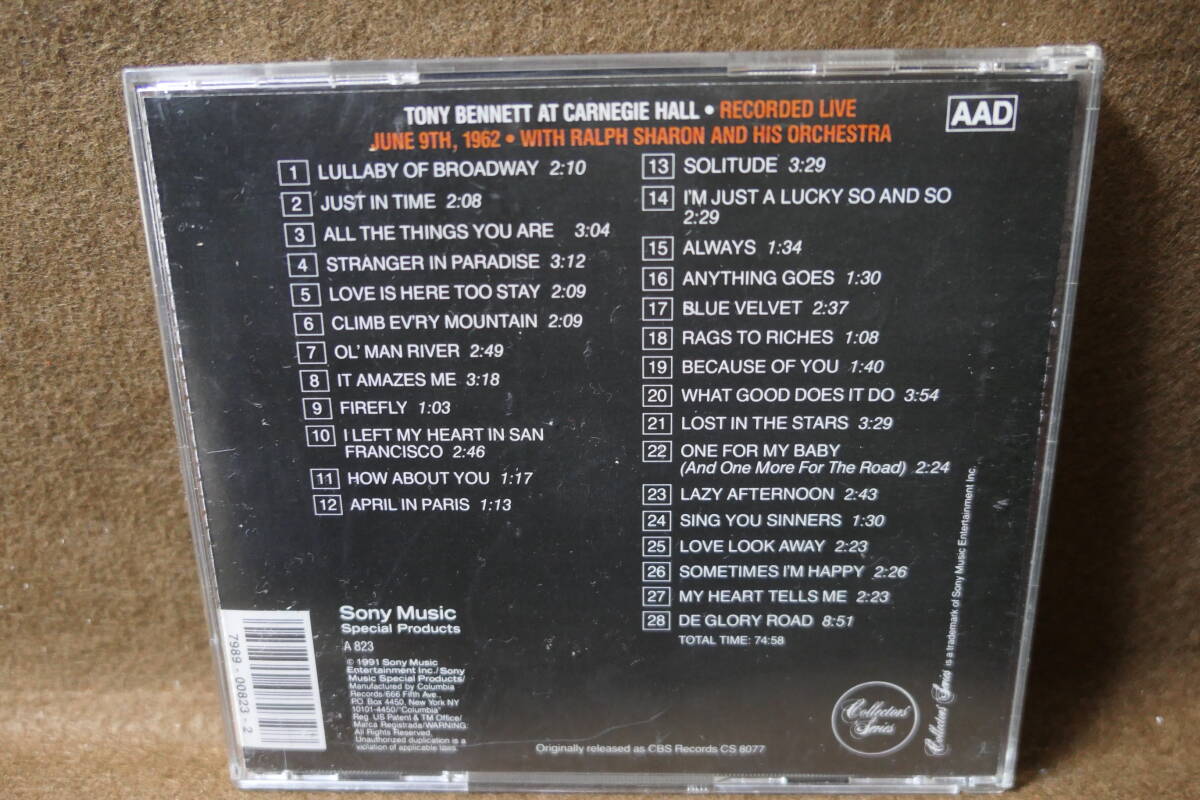 TONY BENNETT AT CARNEGIE HALL • RECORDED LIVE
JUNE 9TH, 1962 • WITH RALPH SHARON AND HIS ORCHESTRA
AAD
1 LULLABY OF BROADWAY 2:10
2 JUST IN TIME 2:08
3 ALL THE THINGS YOU ARE 3:04
4 STRANGER IN PARADISE 3:12
5 LOVE IS HERE TOO STAY 2:09
6 CLIMB EV'RY MOUNTAIN 2:09
7 OL' MAN RIVER 2:49
8 IT AMAZES ME 3:18
9 FIREFLY 1:03
10 I LEFT MY HEART IN SAN
FRANCISCO 2:46
11 HOW ABOUT YOU 1:17
12 APRIL IN PARIS 1:13
13 SOLITUDE 3:29
14 I'M JUST A LUCKY SO AND SO
2:29
15 ALWAYS 1:34
16 ANYTHING GOES 1:30
17 BLUE VELVET 2:37
18 RAGS TO RICHES 1:08
19 BECAUSE OF YOU 1:40
20 WHAT GOOD DOES IT DO 3:54
21 LOST IN THE STARS 3:29
22 ONE FOR MY BABY
(And One More For The Road) 2:24
23 LAZY AFTERNOON 2:43
24 SING YOU SINNERS 1:30
25 LOVE LOOK AWAY 2:23
26 SOMETIMES I'M HAPPY 2:26
27 MY HEART TELLS ME 2:23
28 DE GLORY ROAD 8:51
TOTAL TIME: 74:58
Sony Music
Special Products
A 823
© 1991 Sony Music
Entertainment Inc./Sony
Music Special Products/
Manufactured by Columbia
Records/666 Fifth Ave.,
P.O. Box 4450, New York NY
10101-4450/"Columbia"
Reg. US Patent & TM Office/
Marca Registrada/WARNING:
All Rights Reserved.
Unauthorized duplication is a
violation of applicable laws.
7989-00823-2
Originally released as CBS Records CS 8077
Collectors'
Series
Collectors' Series is a trademark of Sony Music Entertainment Inc.